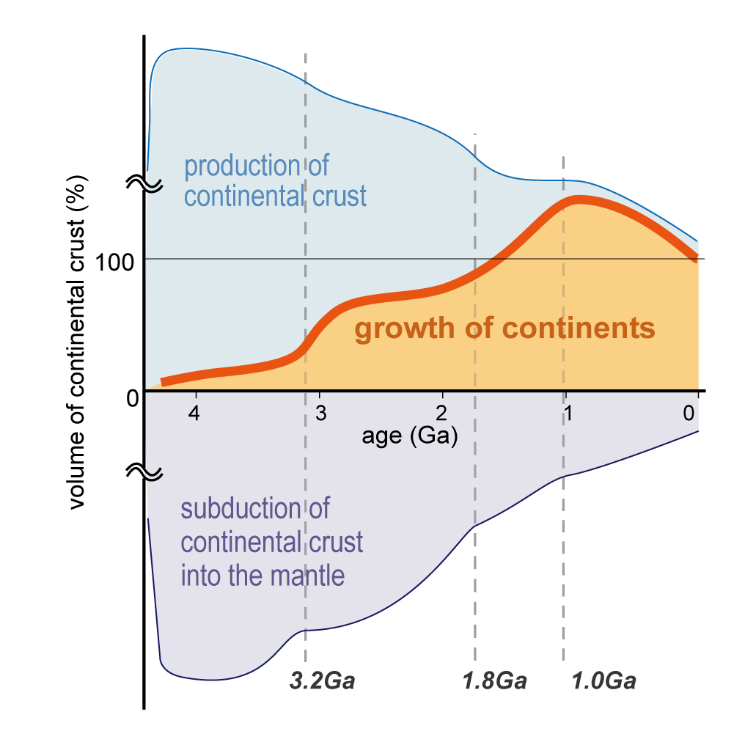 production of
continental crust
volume of continental crust (%)
100
growth of continents
0
4
3
2
1
0
age (Ga)
subduction of
continental crust
into the mantle
3.2Ga
1.8Ga
1.0Ga